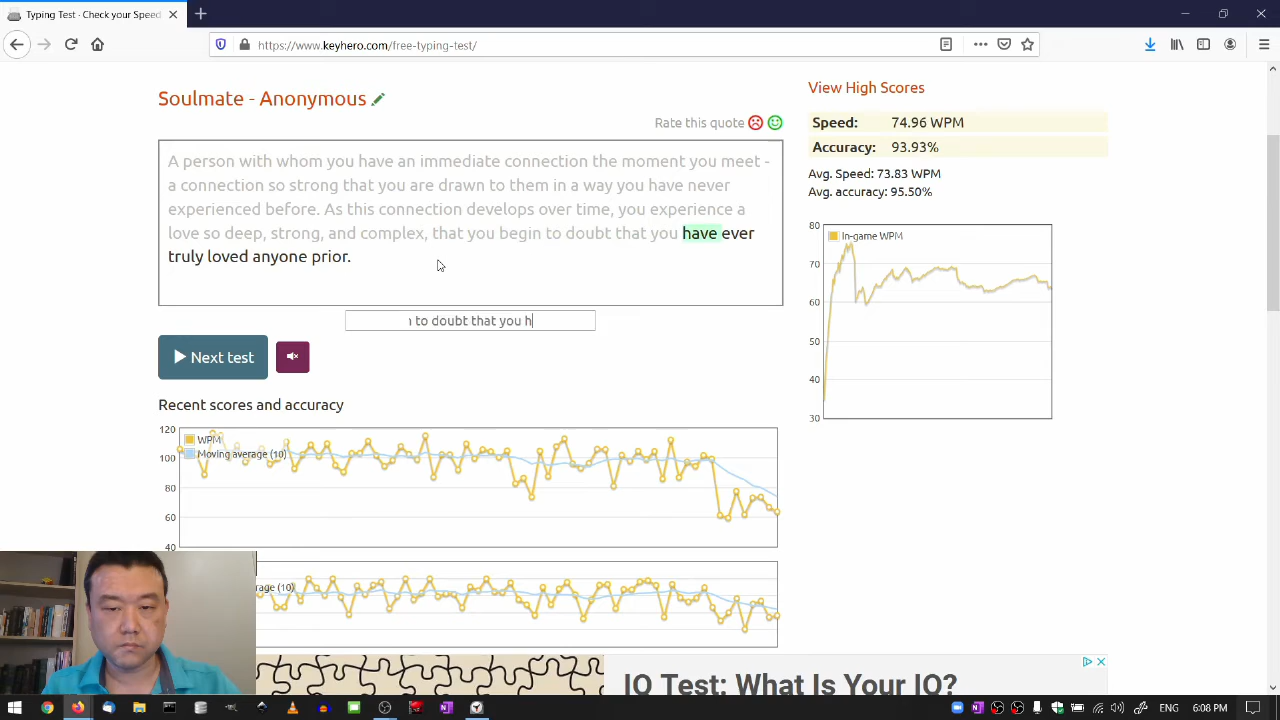 Typing Test - Check your Speed
https://www.keyhero.com/free-typing-test/
Soulmate - Anonymous
Rate this quote
A person with whom you have an immediate connection the moment you meet -
a connection so strong that you are drawn to them in a way you have never
experienced before. As this connection develops over time, you experience a
love so deep, strong, and complex, that you begin to doubt that you have ever
truly loved anyone prior.
to doubt that you h
Next test
Recent scores and accuracy
120
WPM
Moving average (10)
100
80
60
40
rage (10)
View High Scores
Speed: 74.96 WPM
Accuracy: 93.93%
Avg. Speed: 73.83 WPM
Avg. accuracy: 95.50%
80
In-game WPM
70
60
50
40
30
IQ Test: What Is Your IQ?
ENG
6:08 PM